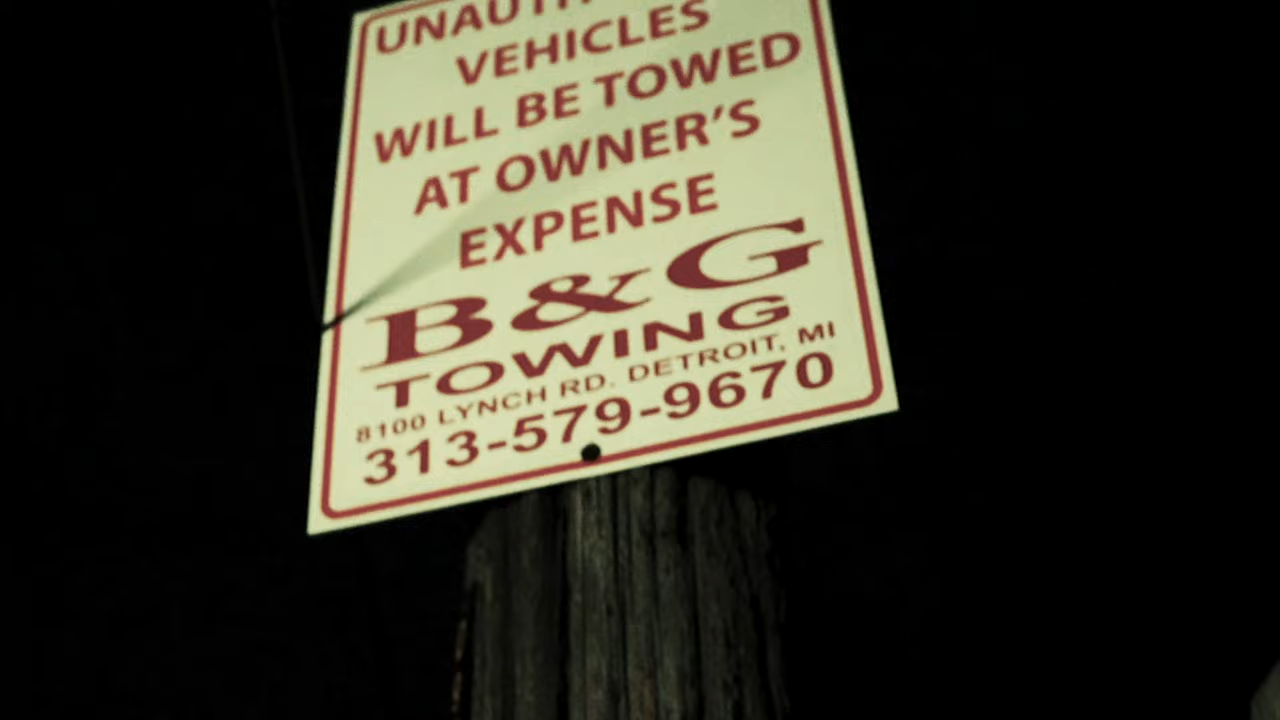 VEHICLES
WILL BE TOWED
AT OWNER'S
EXPENSE
B&G
TOWING
8100 LYNCH RD. DETROIT, MI
313-579-9670